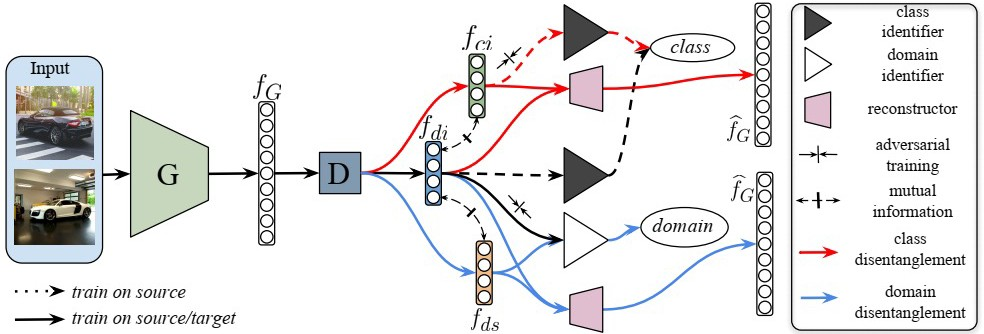 Input
G
f_G
D
f_ci
f_di
f_ds
class
domain
f̂_G
f̂_G
train on source
train on source/target
class
identifier
domain
identifier
reconstructor
adversarial
training
mutual
information
class
disentanglement
domain
disentanglement